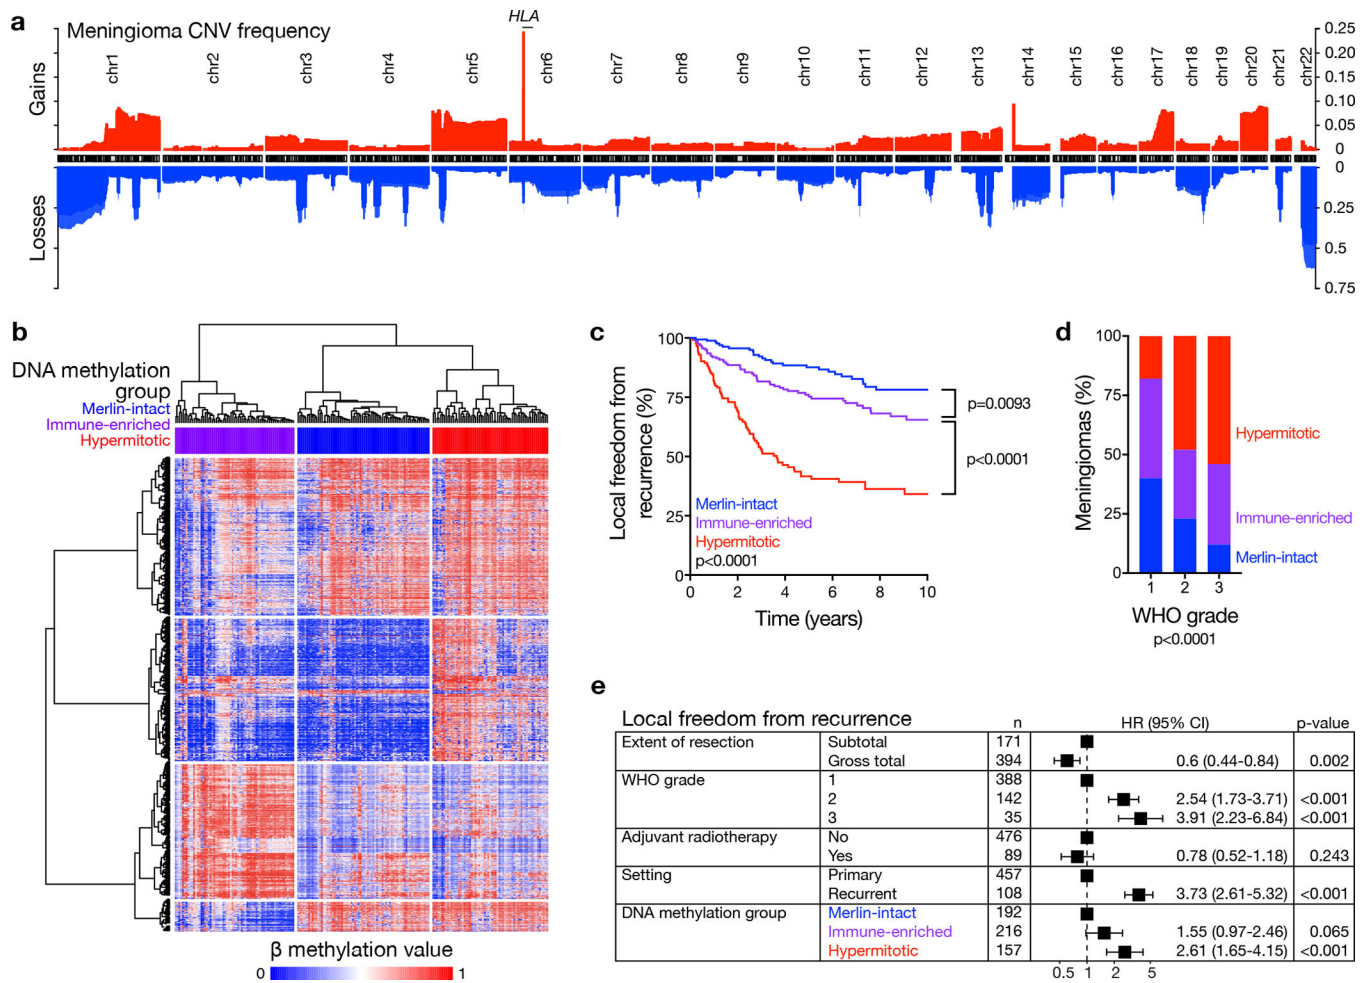 a
Meningioma CNV frequency
HLA
Gains
chr1
chr2
chr3
chr4
chr5
chr6
chr7
chr8
chr9
chr10
chr11
chr12
chr13
chr14
chr15
chr16
chr17
chr18
chr19
chr20
chr21
chr22
0.25
0.20
0.15
0.10
0.05
0
Losses
0
0.25
0.5
0.75
b
DNA methylation
group
Merlin-intact
Immune-enriched
Hypermitotic
β methylation value
0
1
c
Local freedom from
recurrence (%)
100
75
50
25
0
Merlin-intact
Immune-enriched
Hypermitotic
p<0.0001
p=0.0093
p<0.0001
0 2 4 6 8 10
Time (years)
d
Meningiomas (%)
100
75
50
25
0
Hypermitotic
Immune-enriched
Merlin-intact
1 2 3
WHO grade
p<0.0001
e
Local freedom from recurrence n HR (95% CI) p-value
Extent of resection Subtotal 171
Gross total 394 0.6 (0.44-0.84) 0.002
WHO grade 1 388
2 142 2.54 (1.73-3.71) <0.001
3 35 3.91 (2.23-6.84) <0.001
Adjuvant radiotherapy No 476
Yes 89 0.78 (0.52-1.18) 0.243
Setting Primary 457
Recurrent 108 3.73 (2.61-5.32) <0.001
DNA methylation group Merlin-intact 192
Immune-enriched 216 1.55 (0.97-2.46) 0.065
Hypermitotic 157 2.61 (1.65-4.15) <0.001
0.5 1 2 5